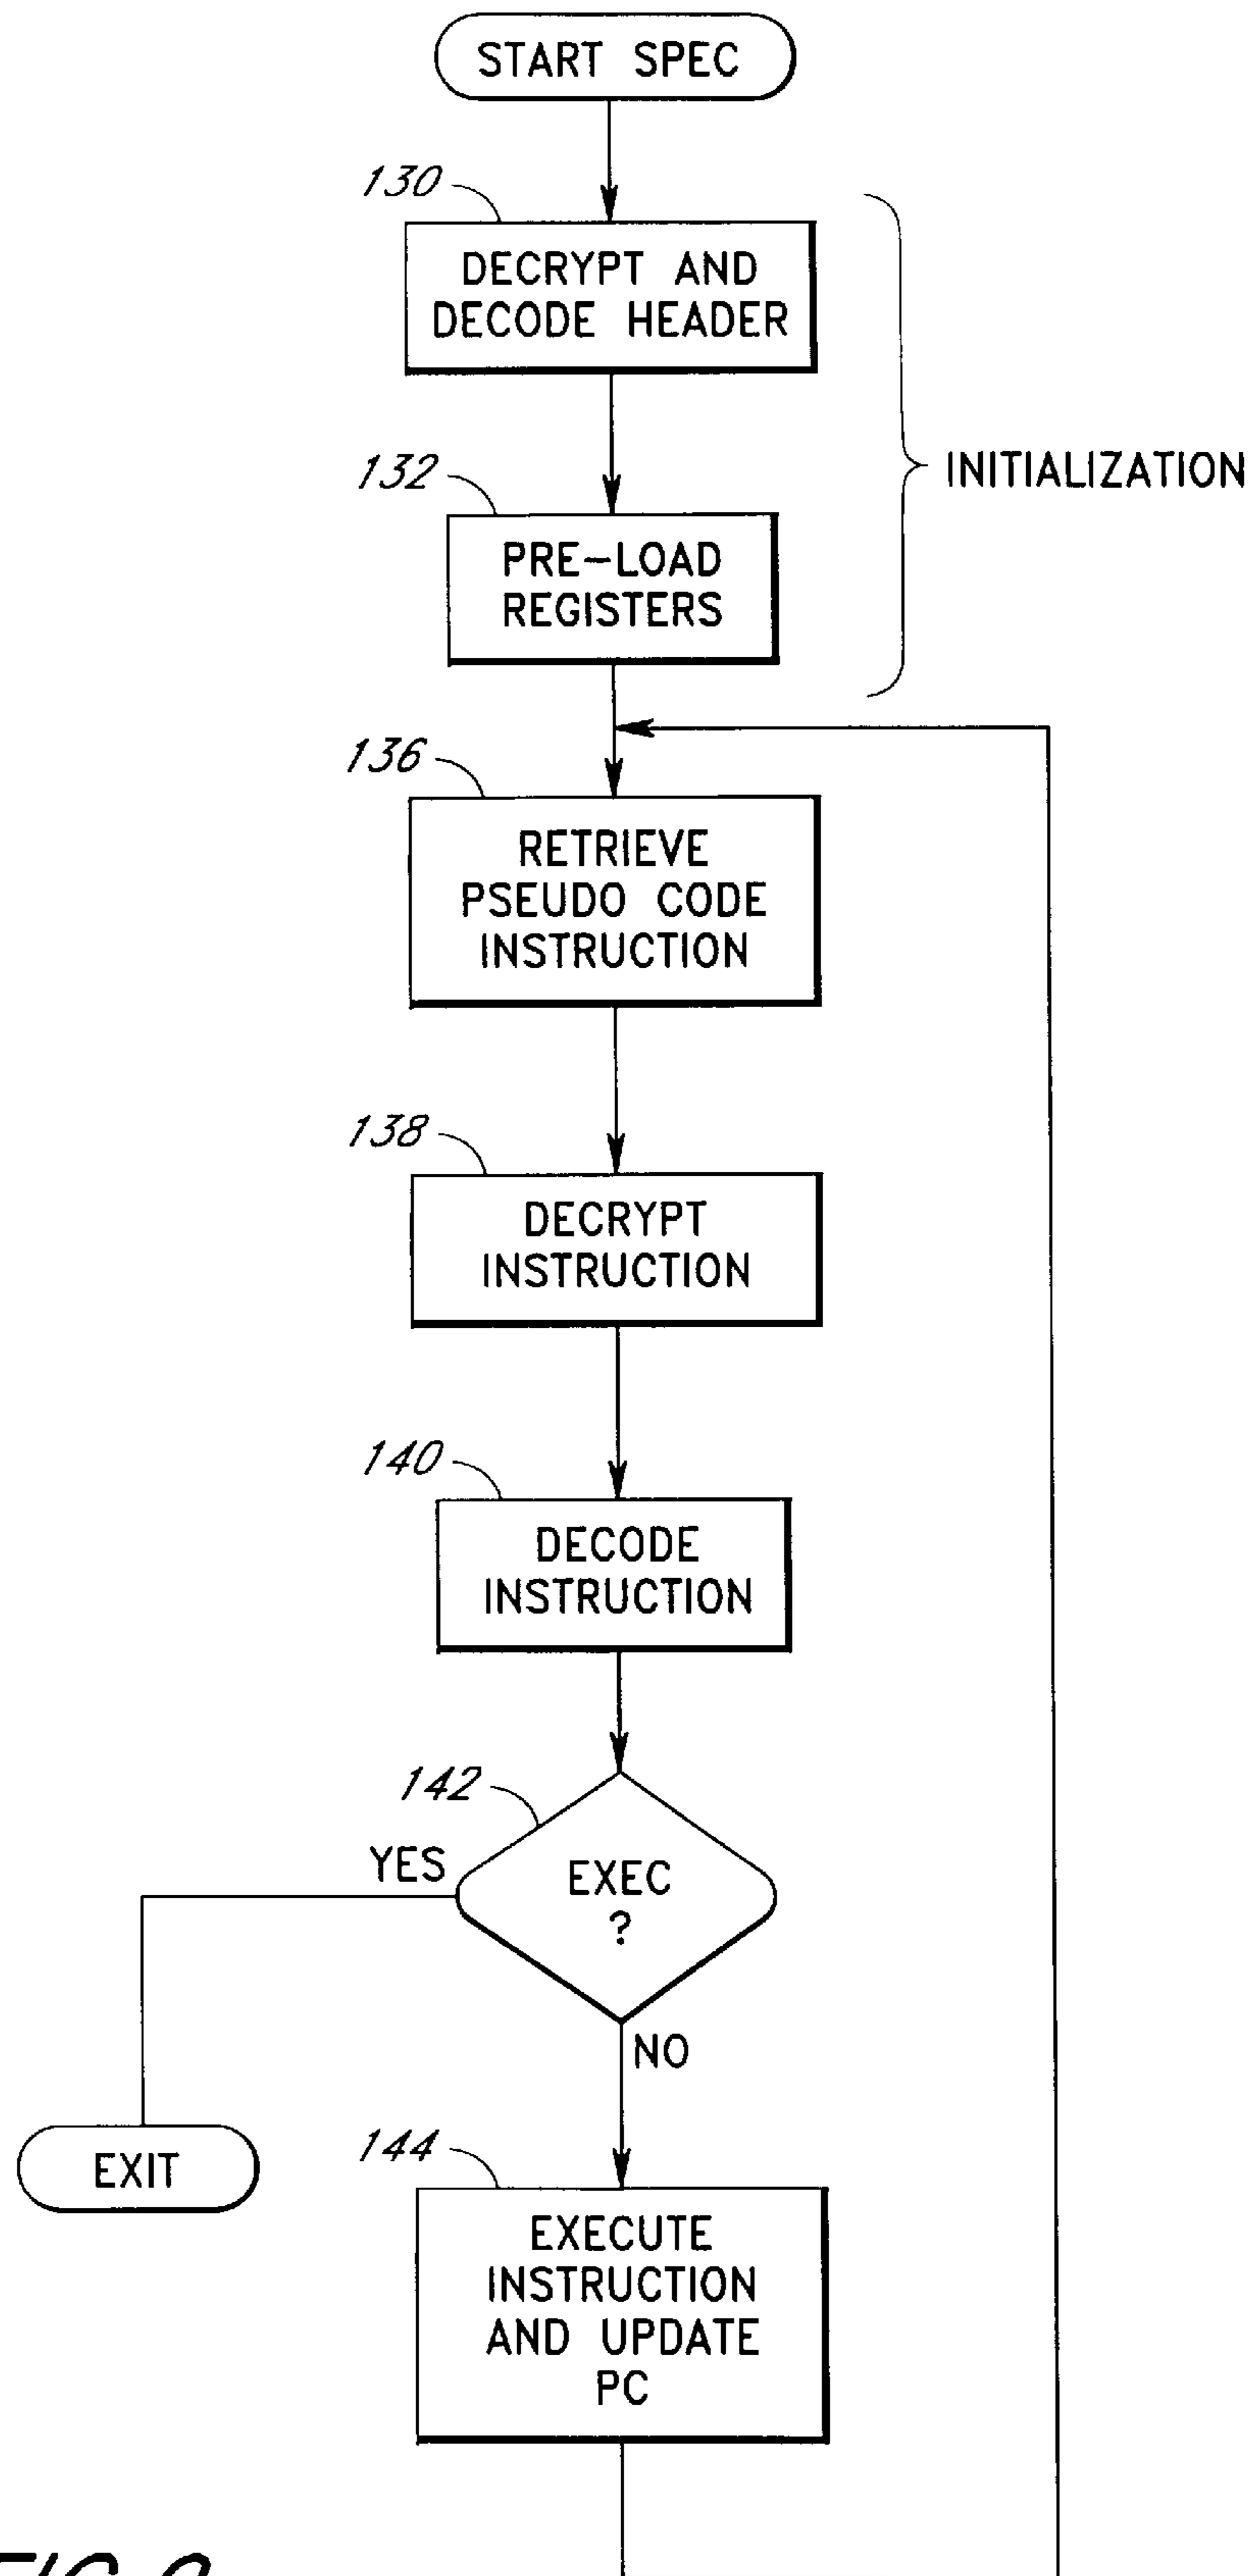 START SPEC
130
DECRYPT AND
DECODE HEADER
132
PRE-LOAD
REGISTERS
INITIALIZATION
136
RETRIEVE
PSEUDO CODE
INSTRUCTION
138
DECRYPT
INSTRUCTION
140
DECODE
INSTRUCTION
142
YES
EXEC
?
NO
EXIT
144
EXECUTE
INSTRUCTION
AND UPDATE
PC